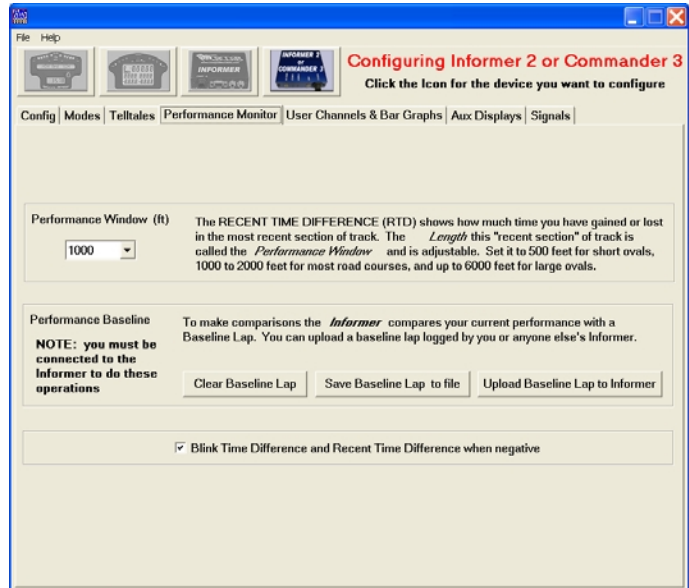 File Help
INFORMER
INFORMER 2
or
COMMANDER 3
Configuring Informer 2 or Commander 3
Click the Icon for the device you want to configure
Config Modes Telltales Performance Monitor User Channels & Bar Graphs Aux Displays Signals
Performance Window (ft)
1000
The RECENT TIME DIFFERENCE (RTD) shows how much time you have gained or lost
in the most recent section of track. The Length this "recent section" of track is
called the Performance Window and is adjustable. Set it to 500 feet for short ovals,
1000 to 2000 feet for most road courses, and up to 6000 feet for large ovals.
Performance Baseline
NOTE: you must be
connected to the
Informer to do these
operations
To make comparisons the Informer compares your current performance with a
Baseline Lap. You can upload a baseline lap logged by you or anyone else's Informer.
Clear Baseline Lap Save Baseline Lap to file Upload Baseline Lap to Informer
Blink Time Difference and Recent Time Difference when negative